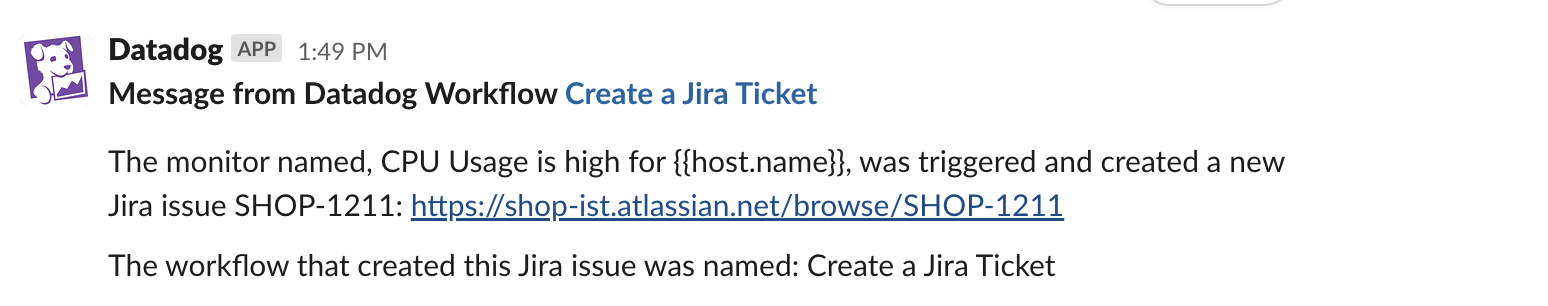 Datadog APP 1:49 PM
Message from Datadog Workflow Create a Jira Ticket
The monitor named, CPU Usage is high for {{host.name}}, was triggered and created a new
Jira issue SHOP-1211: https://shop-ist.atlassian.net/browse/SHOP-1211
The workflow that created this Jira issue was named: Create a Jira Ticket